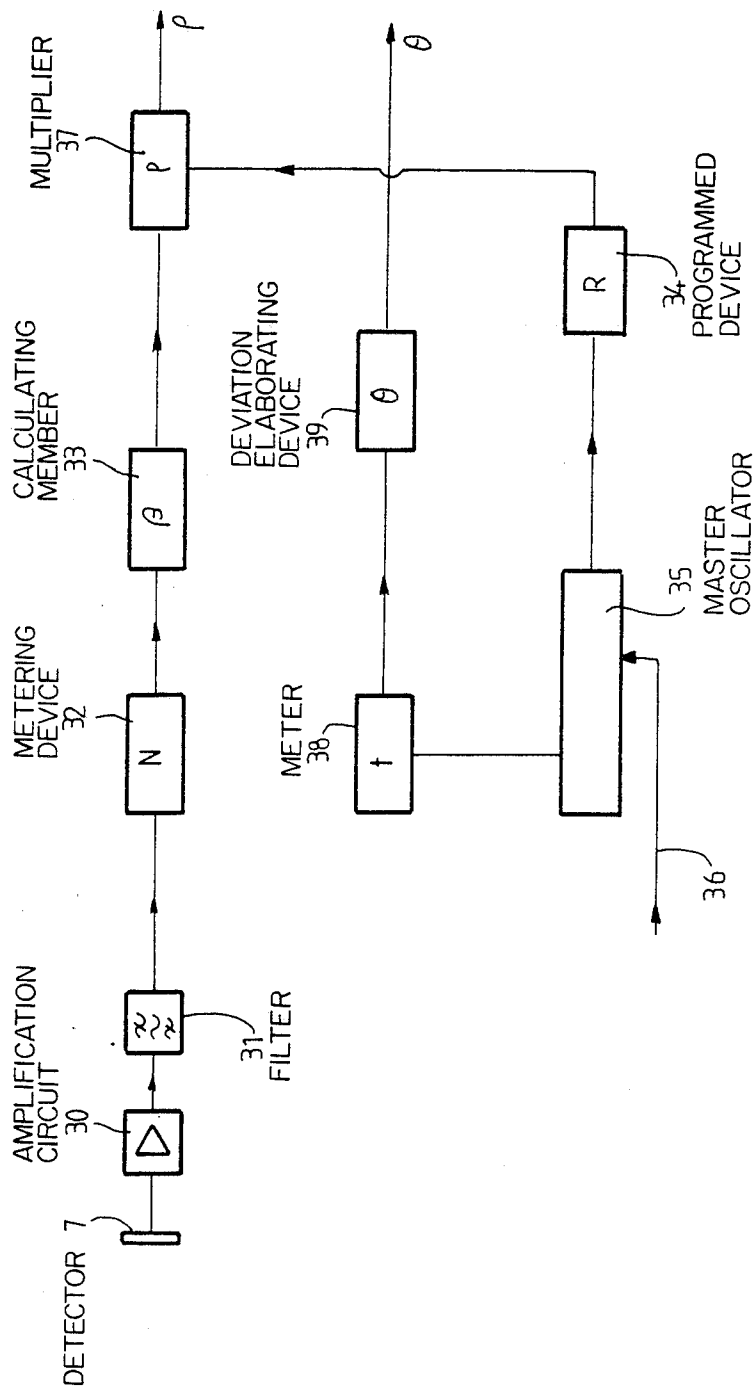 DETECTOR 7
AMPLIFICATION
CIRCUIT
30
31
FILTER
METERING
DEVICE
32
N
CALCULATING
MEMBER
33
β
MULTIPLIER
37
ρ
ρ
METER
38
t
DEVIATION
ELABORATING
DEVICE
39
θ
θ
36
35
MASTER
OSCILLATOR
R
34
PROGRAMMED
DEVICE